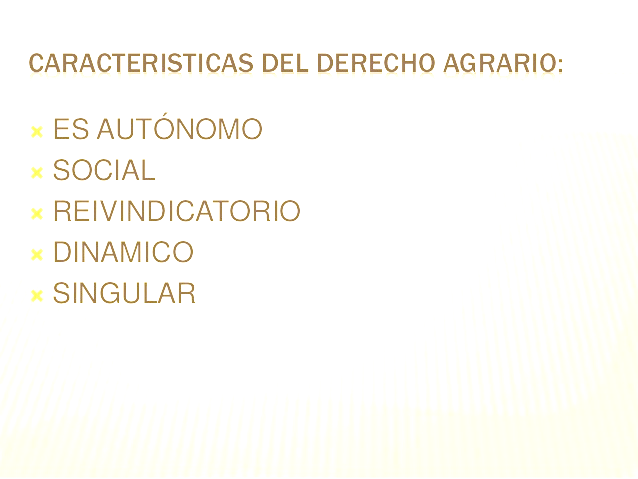 CARACTERISTICAS DEL DERECHO AGRARIO:
ES AUTÓNOMO
SOCIAL
REIVINDICATORIO
DINAMICO
SINGULAR